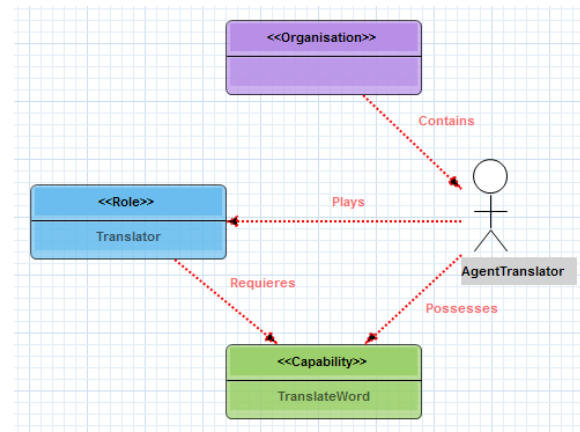 <<Organisation>>
Contains
<<Role>>
Translator
Plays
AgentTranslator
Requieres
Possesses
<<Capability>>
TranslateWord